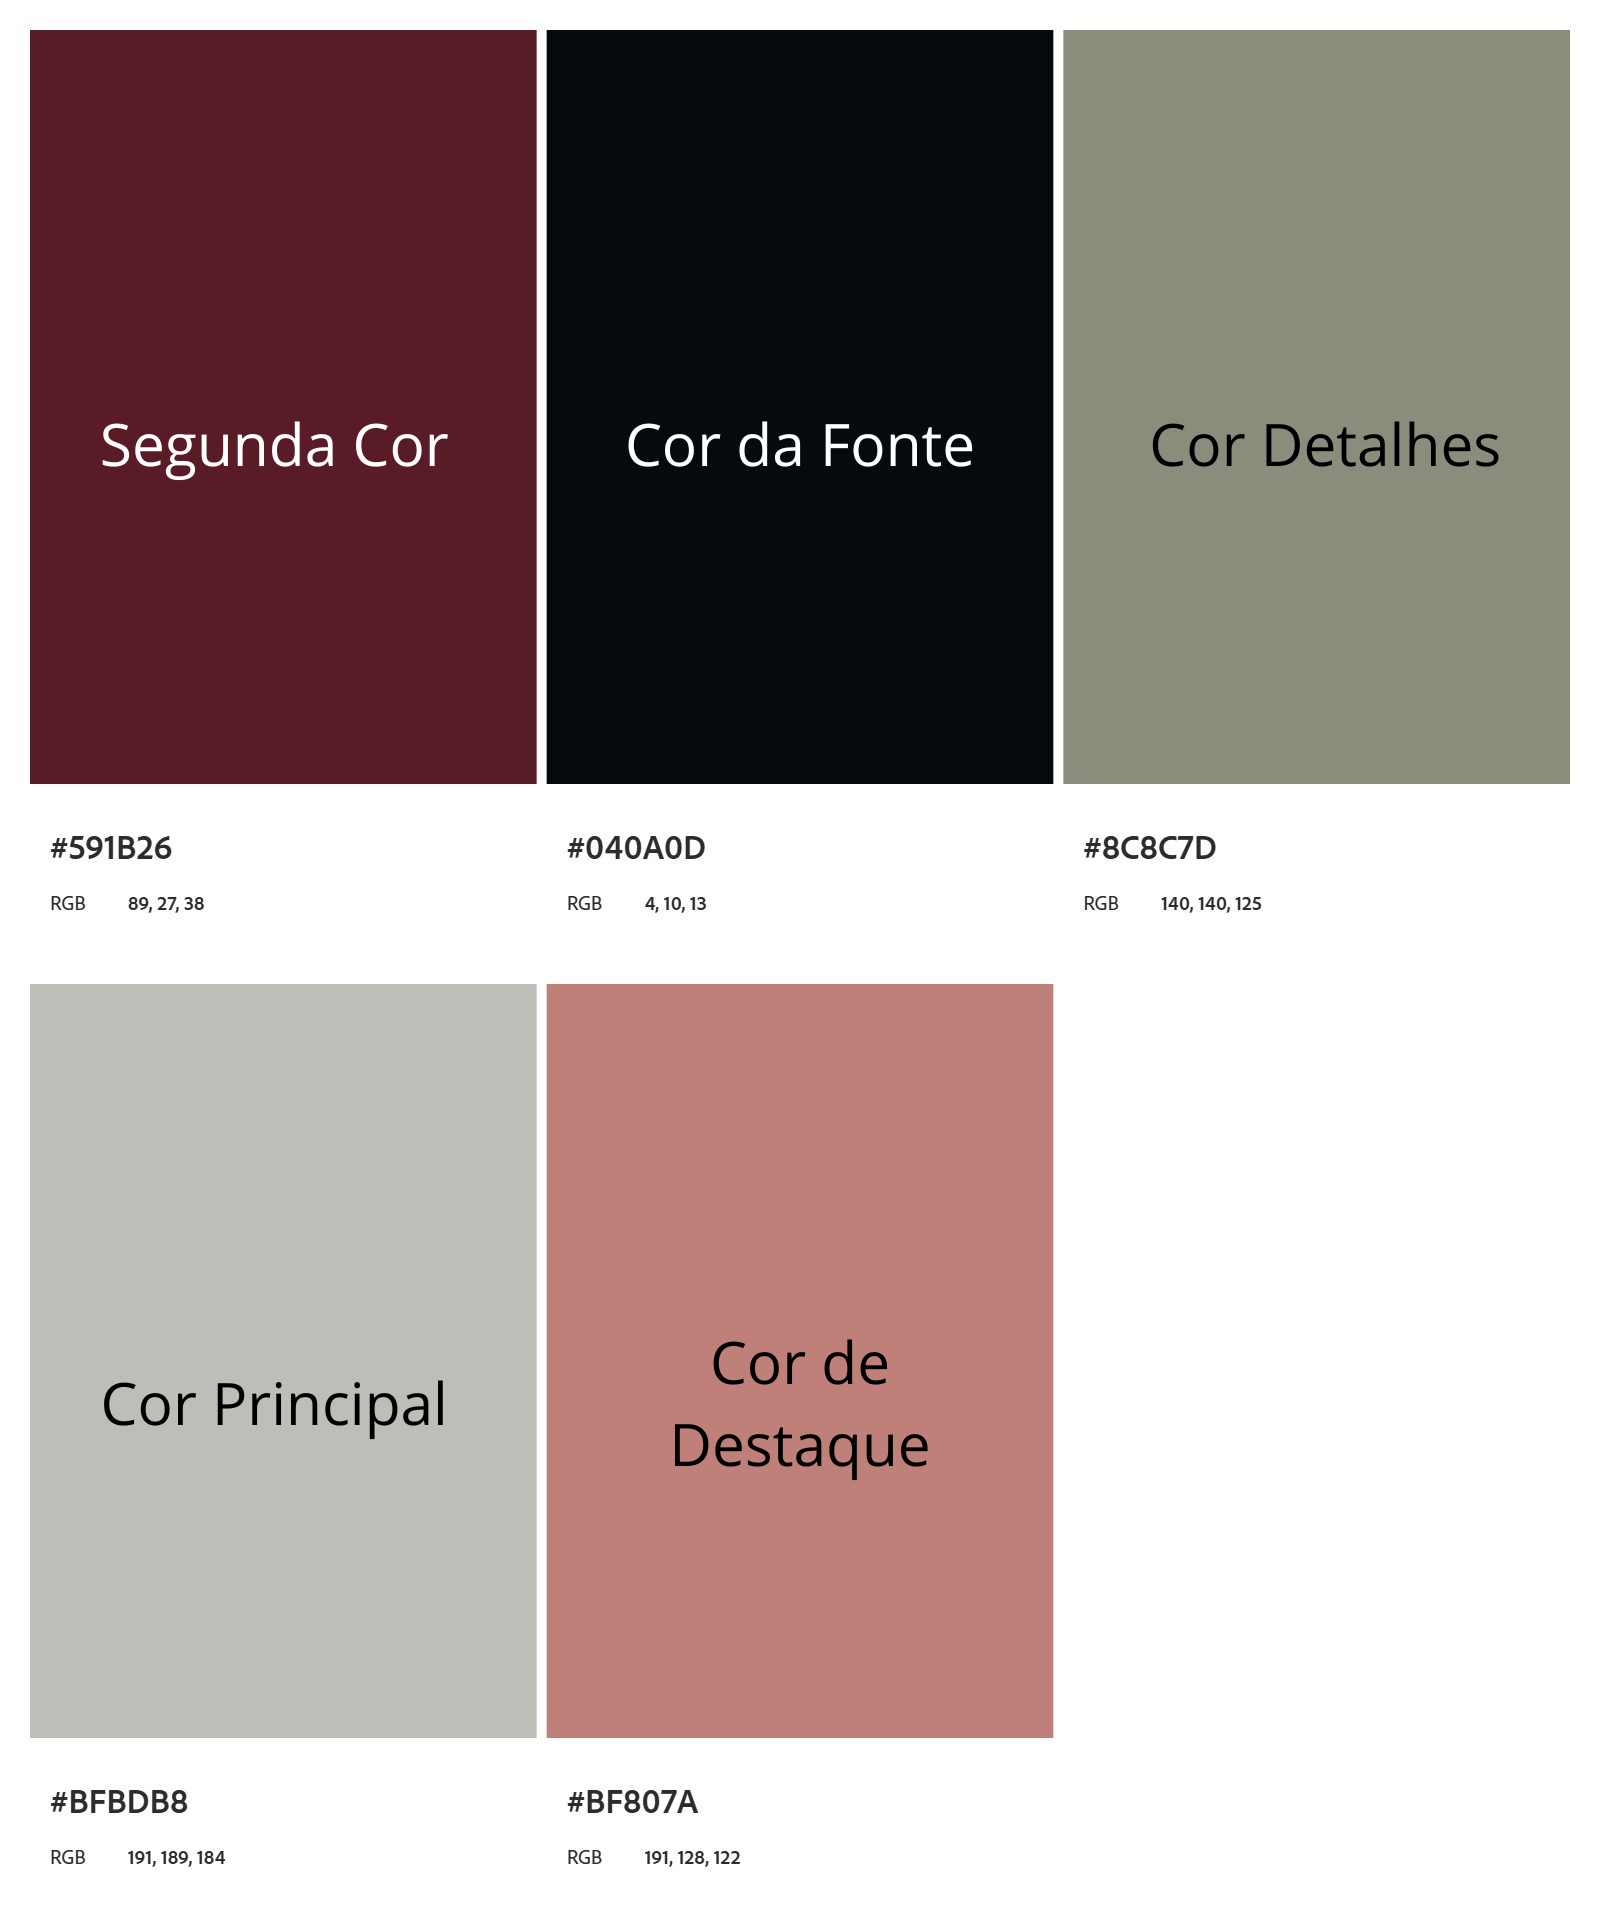 Segunda Cor
Cor da Fonte
Cor Detalhes
#591B26
#040A0D
#8C8C7D
RGB 89, 27, 38
RGB 4, 10, 13
RGB 140, 140, 125
Cor Principal
Cor de
Destaque
#BFBDB8
#BF807A
RGB 191, 189, 184
RGB 191, 128, 122